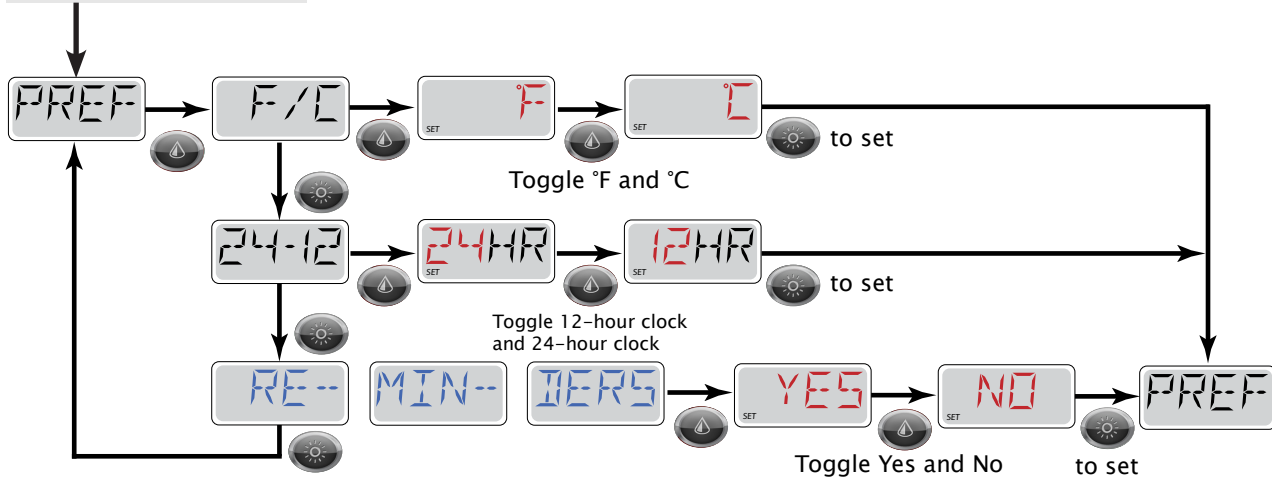 PREF
F/C
SET °F
SET °C
to set
Toggle °F and °C
24-12
SET 24HR
SET 12HR
to set
Toggle 12-hour clock
and 24-hour clock
RE-
MIN-
DERS
SET YES
SET NO
PREF
Toggle Yes and No
to set